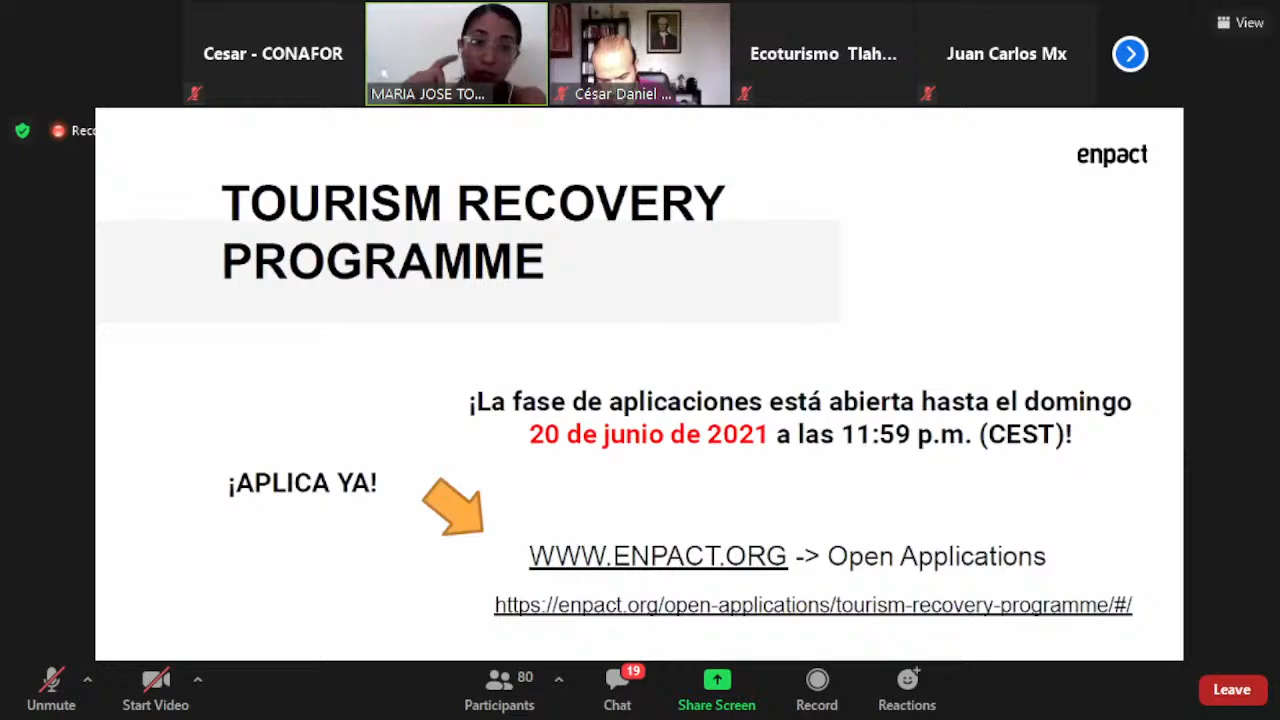 View
Cesar - CONAFOR
MARIA JOSE TO...
César Daniel ...
Ecoturismo Tlah...
Juan Carlos Mx
Reco
enpact
TOURISM RECOVERY
PROGRAMME
¡La fase de aplicaciones está abierta hasta el domingo
20 de junio de 2021 a las 11:59 p.m. (CEST)!
¡APLICA YA!
WWW.ENPACT.ORG -> Open Applications
https://enpact.org/open-applications/tourism-recovery-programme/#/
Unmute
Start Video
80
Participants
19
Chat
Share Screen
Record
Reactions
Leave